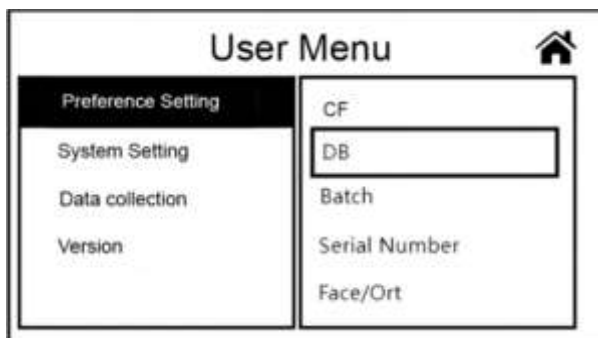 User Menu
Preference Setting
System Setting
Data collection
Version
CF
DB
Batch
Serial Number
Face/Ort